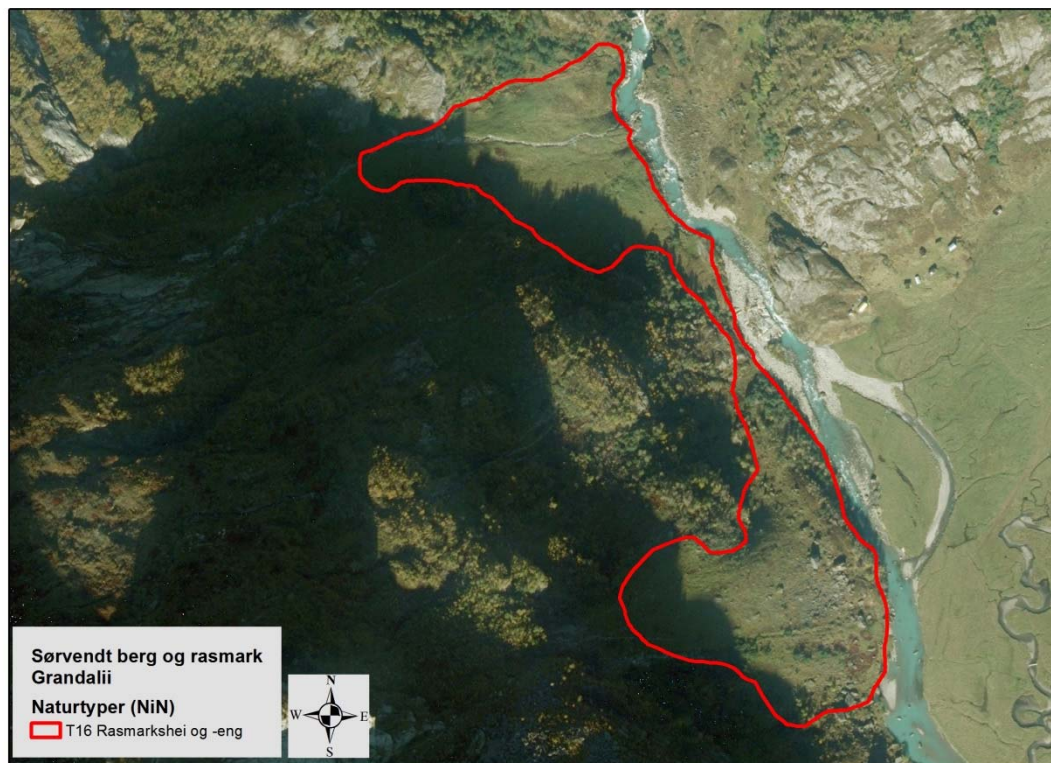 Sørvendt berg og rasmark
Grandalii
Naturtyper (NiN)
T16 Rasmarkshei og -eng
N
W E
S